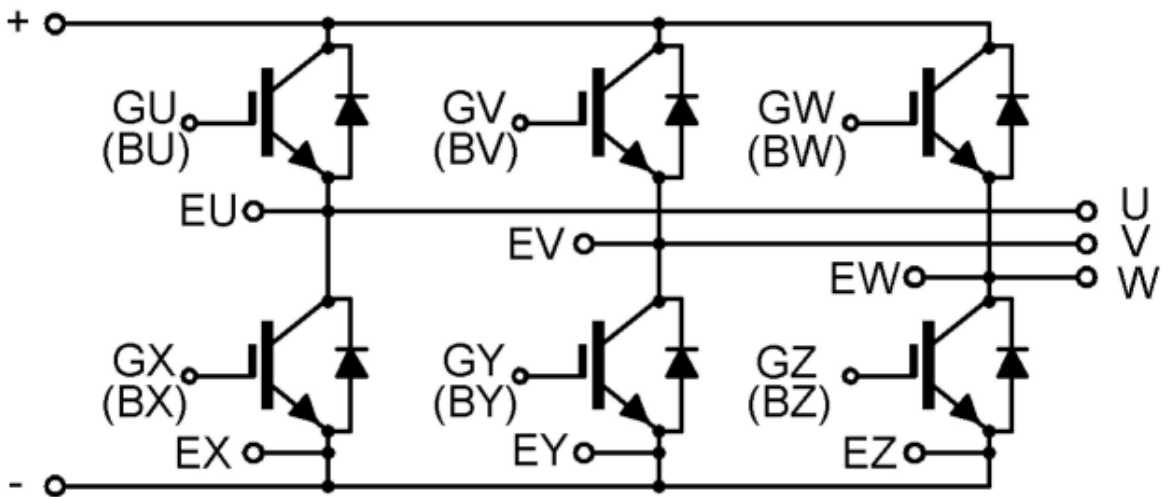 +
GU
(BU)
GV
(BV)
GW
(BW)
EU
U
EV
V
EW
W
GX
(BX)
GY
(BY)
GZ
(BZ)
EX
EY
EZ
-